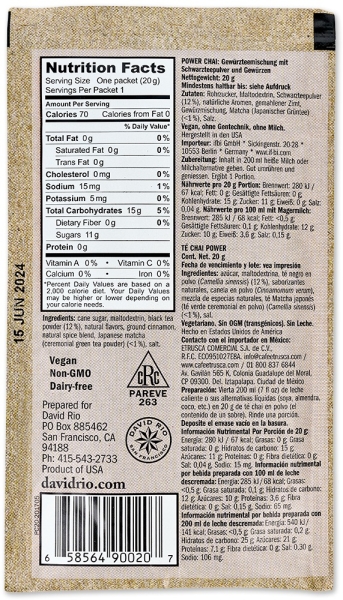 Nutrition Facts
Serving Size One packet (20 g)
Servings Per Packet 1
Amount Per Serving
Calories 70 Calories from Fat 0
% Daily Value*
Total Fat 0g 0%
Saturated Fat 0g 0%
Trans Fat 0g
Cholesterol 0mg 0%
Sodium 15mg 1%
Potassium 5mg 0%
Total Carbohydrates 15g 5%
Dietary Fiber 0g 0%
Sugars 11g
Protein 0g
Vitamin A 0% • Vitamin C 0%
Calcium 0% • Iron 0%
*Percent Daily Values are based on a
2,000 calorie diet. Your Daily Values
may be higher or lower depending on
your calorie needs.
Ingredients: cane sugar, maltodextrin, black tea
powder (12%), natural flavors, ground cinnamon,
natural spice blend, Japanese matcha
(ceremonial green tea powder) (<1%), salt.
Vegan
Non-GMO
Dairy-free
cRc
PAREVE
263
Prepared for
David Rio
PO Box 885462
San Francisco, CA
94188
Ph: 415-543-2733
Product of USA
davidrio.com
DAVID RIO
SAN FRANCISCO
6 58564 90020 7
15 JUN 2024
POWER CHAI: Gewürzteemischung mit
Schwarzteepulver und Gewürzen
Nettogewicht: 20 g
Mindestens haltbar bis: siehe Aufdruck
Zutaten: Rohrzucker, Maltodextrin, Schwarzteepulver
(12%), natürliche Aromen, gemahlener Zimt,
Gewürzmischung, Matcha (Japanischer Grüntee)
(<1%), Salz.
Vegan, ohne Gentechnik, ohne Milch.
Hergestellt in den USA
Importeur: ifbi GmbH * Sickingenstr. 20-28 *
10553 Berlin * Germany * www.if-bi.com
Zubereitung: Inhalt in 200 ml heiße Milch oder
Milchalternative geben. Gut umrühren und
geniessen. Ergibt 1 Portion.
Nährwerte pro 20 g Portion: Brennwert: 280 kJ /
67 kcal; Fett: 0 g; Gesättigte Fettsäuren: 0 g;
Kohlenhydrate: 15 g; Zucker: 11 g; Eiweiß: 0 g; Salz:
0,04 g. Nährwerte pro 100 ml mit Magermilch:
Brennwert: 285 kJ / 68 kcal; Fett: <0,5 g;
Gesättigte Fettsäuren: 0,1 g; Kohlenhydrate: 12 g;
Zucker: 10 g; Eiweiß: 3,6 g; Salz: 0,15 g.
TÉ CHAI POWER
Cont. Net. 20 g
Fecha de vencimiento y lote: vea impresión
Ingredientes: azúcar, maltodextrina, té negro en
polvo (Camellia sinensis) (12%), saborizantes
naturales, canela en polvo (Cinnamomum verum),
mezcla de especias naturales, té Matcha japonés
(té verde ceremonial en polvo) (Camellia sinensis)
(<1%), sal.
Vegetariano. Sin OGM (transgénicos). Sin Leche.
Hecho en Estados Unidos de America
Contacto con el importador en México:
ETRUSCA COMERCIAL S.A. de C.V.,
R.F.C. ECO951027EBA info@cafeetrusca.com /
www.cafeetrusca.com / 01 800 837 6844
Av. Gavilán 565 K, Colonia Guadalupe del Moral,
CP 09300. Del. Iztapalapa. Ciudad de México
Preparación: Vierta 200 ml (7 fl oz) de leche
caliente o sus alternativas líquidas (soya, almendra,
coco, etc.) en 20 g de té chai en polvo (el
contenido de un sobre). Rinde una porción.
Deposite el envase vacío en la basura.
Información Nutrimental Por Porción de 20 g:
Energía: 280 kJ / 67 kcal; Grasas: 0 g; Grasa
saturada: 0 g; Hidratos de carbono: 15 g;
Azúcares: 11 g; Proteínas: 0 g; Fibra dietética: 0 g;
Sal: 0,04 g, Sodio: 15 mg. Información nutrimental
por bebida preparada con 100 ml de leche
descremada: Energía: 285 kJ / 68 kcal; Grasas:
<0,5 g; Grasa saturada: 0,1 g; Hidratos de carbono:
12 g; Azúcares: 10 g; Proteínas: 3,6 g; Fibra
dietética: 0 g; Sal: 0,15 g, Sodio: 65 mg.
Información nutrimental por bebida preparada con
200 ml de leche descremada: Energía: 540 kJ /
141 kcal; Grasas; <0,5 g; Grasa saturada: 0,2 g;
Hidratos de carbono: 25 g; Azúcares: 21 g;
Proteínas: 7,1 g; Fibra dietética: 0 g; Sal: 0,30 g,
Sodio: 106 mg.